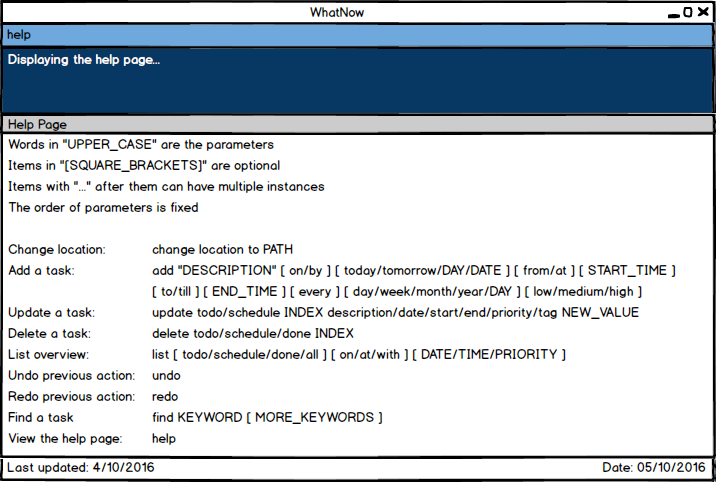 WhatNow
help
Displaying the help page...
Help Page
Words in "UPPER_CASE" are the parameters
Items in "[SQUARE_BRACKETS]" are optional
Items with "..." after them can have multiple instances
The order of parameters is fixed
Change location: change location to PATH
Add a task: add "DESCRIPTION" [ on/by ] [ today/tomorrow/DAY/DATE ] [ from/at ] [ START_TIME ]
[ to/till ] [ END_TIME ] [ every ] [ day/week/month/year/DAY ] [ low/medium/high ]
Update a task: update todo/schedule INDEX description/date/start/end/priority/tag NEW_VALUE
Delete a task: delete todo/schedule/done INDEX
List overview: list [ todo/schedule/done/all ] [ on/at/with ] [ DATE/TIME/PRIORITY ]
Undo previous action: undo
Redo previous action: redo
Find a task find KEYWORD [ MORE_KEYWORDS ]
View the help page: help
Last updated: 4/10/2016 Date: 05/10/2016